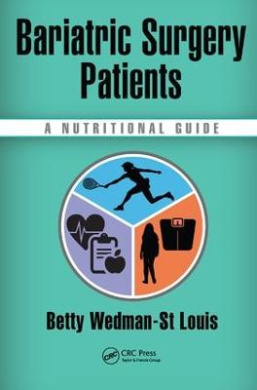 Bariatric Surgery
Patients
A NUTRITIONAL GUIDE
Betty Wedman-St Louis
CRC Press
Taylor & Francis Group